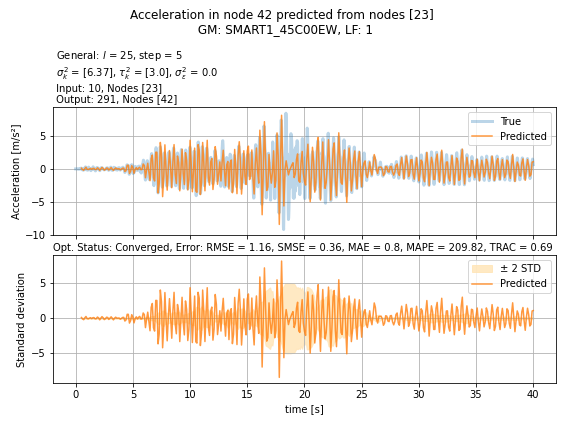 Acceleration in node 42 predicted from nodes [23]
GM: SMART1_45C00EW, LF: 1
General: l = 25, step = 5
σ²ₖ = [6.37], τ²ₖ = [3.0], σ²ε = 0.0
Input: 10, Nodes [23]
Output: 291, Nodes [42]
Acceleration [m/s²]
5
0
−5
−10
True
Predicted
Opt. Status: Converged, Error: RMSE = 1.16, SMSE = 0.36, MAE = 0.8, MAPE = 209.82, TRAC = 0.69
Standard deviation
5
0
−5
± 2 STD
Predicted
0 5 10 15 20 25 30 35 40
time [s]